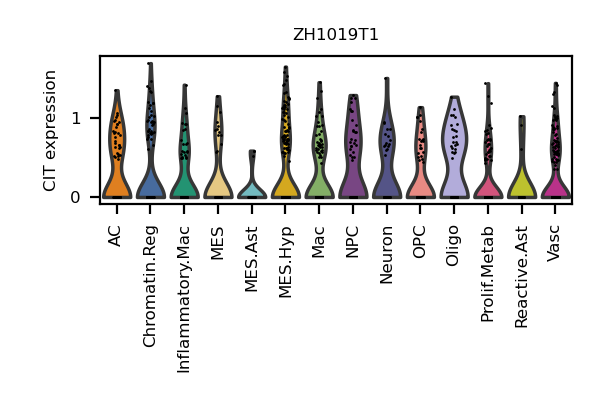 ZH1019T1
CIT expression
1
0
AC
Chromatin.Reg
Inflammatory.Mac
MES
MES.Ast
MES.Hyp
Mac
NPC
Neuron
OPC
Oligo
Prolif.Metab
Reactive.Ast
Vasc